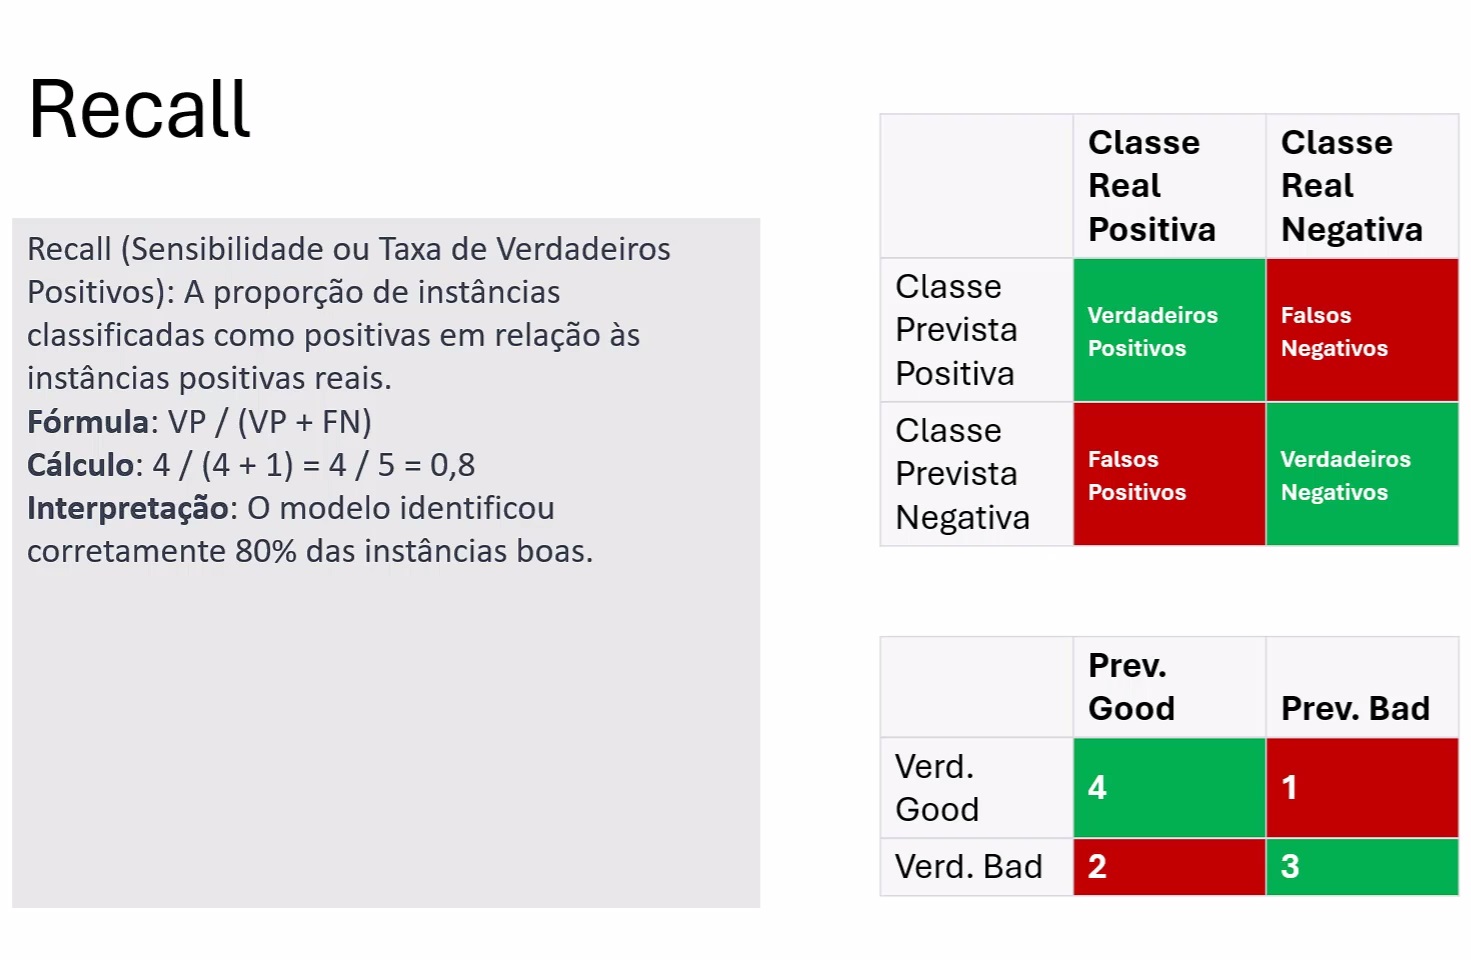 Recall
Recall (Sensibilidade ou Taxa de Verdadeiros
Positivos): A proporção de instâncias
classificadas como positivas em relação às
instâncias positivas reais.
Fórmula: VP / (VP + FN)
Cálculo: 4 / (4 + 1) = 4 / 5 = 0,8
Interpretação: O modelo identificou
corretamente 80% das instâncias boas.
Classe
Real
Positiva
Classe
Real
Negativa
Classe
Prevista
Positiva
Verdadeiros
Positivos
Falsos
Negativos
Classe
Prevista
Negativa
Falsos
Positivos
Verdadeiros
Negativos
Prev.
Good
Prev. Bad
Verd.
Good
4
1
Verd. Bad
2
3